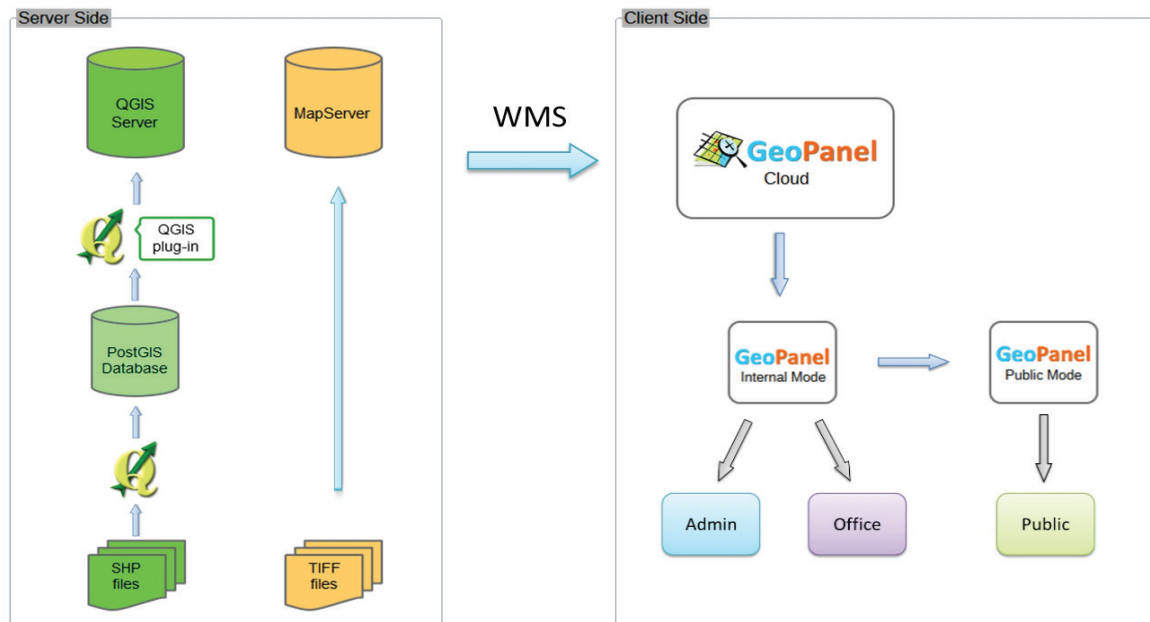 Server Side
QGIS
Server
MapServer
QGIS
plug-in
PostGIS
Database
SHP
files
TIFF
files
WMS
Client Side
GeoPanel
Cloud
GeoPanel
Internal Mode
GeoPanel
Public Mode
Admin
Office
Public